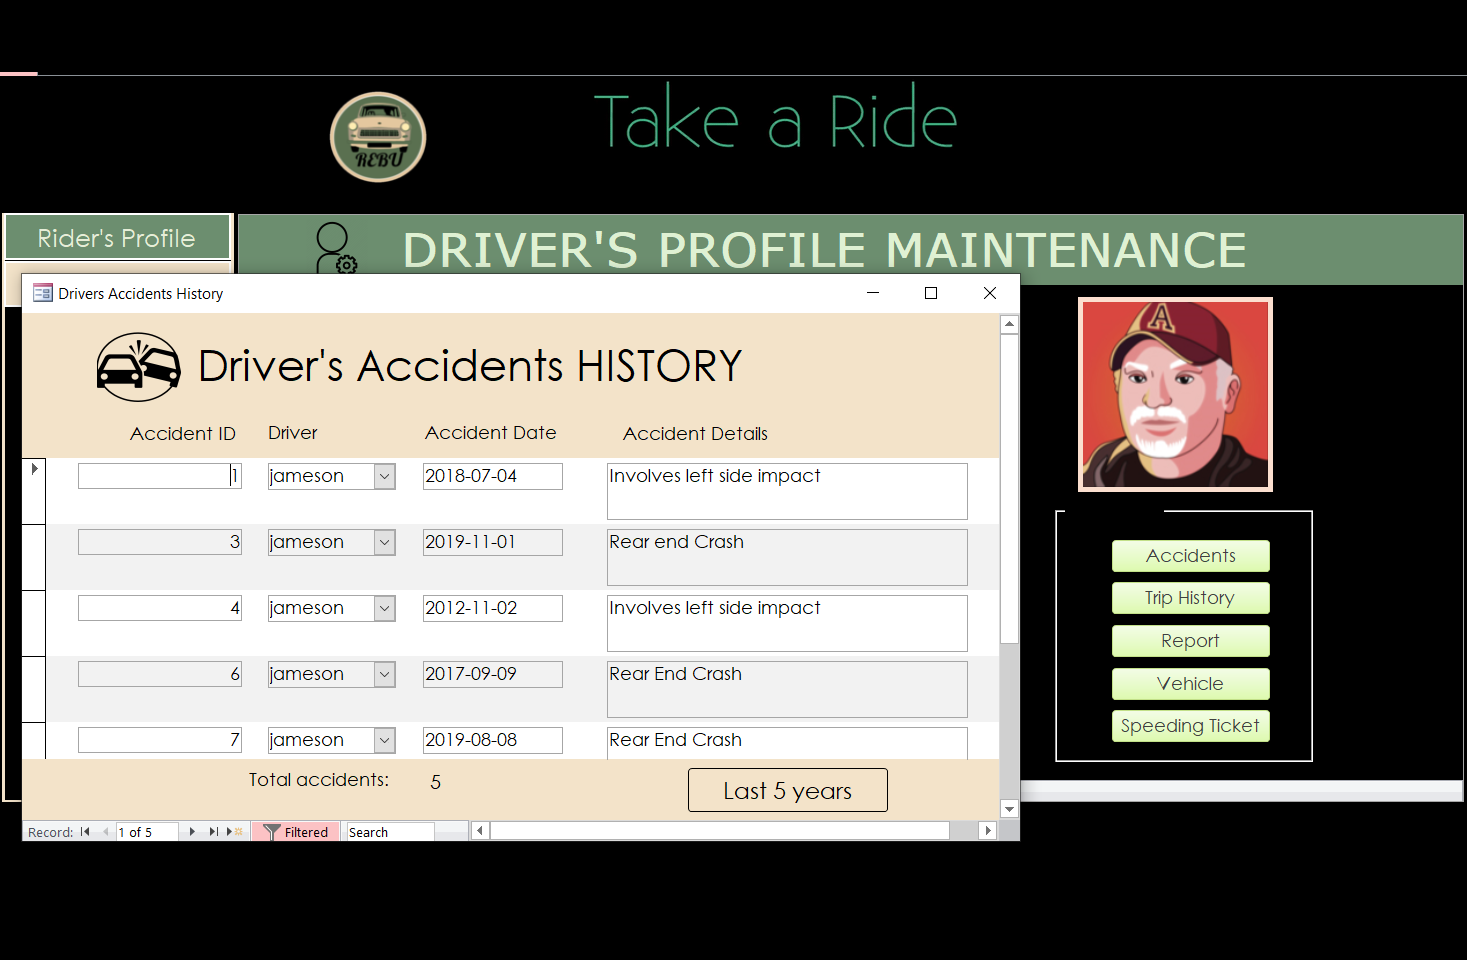 Take a Ride
REBU
Rider's Profile
DRIVER'S PROFILE MAINTENANCE
Drivers Accidents History
Driver's Accidents HISTORY
Accident ID Driver Accident Date Accident Details
1 jameson 2018-07-04 Involves left side impact
3 jameson 2019-11-01 Rear end Crash
4 jameson 2012-11-02 Involves left side impact
6 jameson 2017-09-09 Rear End Crash
7 jameson 2019-08-08 Rear End Crash
Total accidents: 5
Last 5 years
Record: 1 of 5 Filtered Search
A
Accidents
Trip History
Report
Vehicle
Speeding Ticket